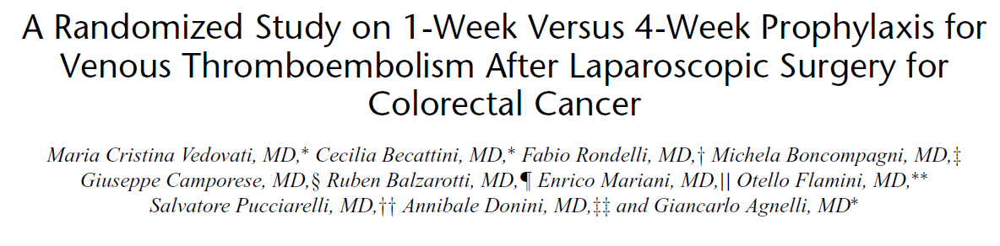 A Randomized Study on 1-Week Versus 4-Week Prophylaxis for
Venous Thromboembolism After Laparoscopic Surgery for
Colorectal Cancer
Maria Cristina Vedovati, MD,* Cecilia Becattini, MD,* Fabio Rondelli, MD,† Michela Boncompagni, MD,‡
Giuseppe Camporese, MD,§ Ruben Balzarotti, MD,¶ Enrico Mariani, MD,|| Otello Flamini, MD,**
Salvatore Pucciarelli, MD,†† Annibale Donini, MD,‡‡ and Giancarlo Agnelli, MD*